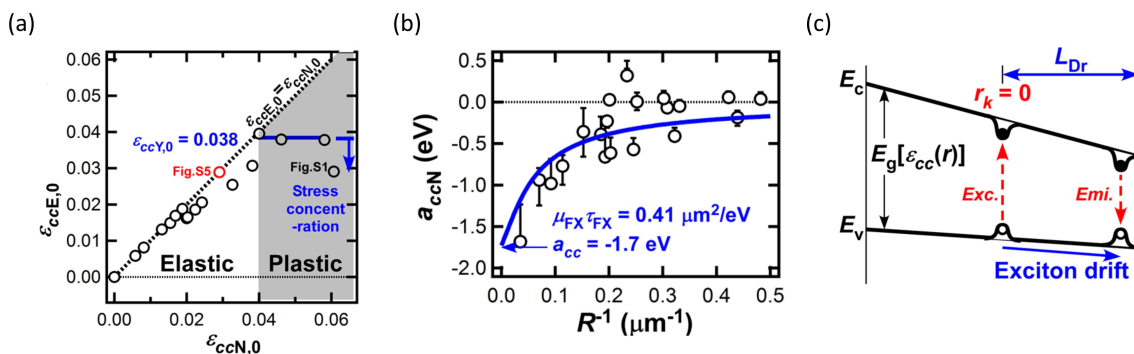 (a)
0.06
0.05
0.04
0.03
0.02
0.01
0.00
εccE,0
εccE,0=εccN,0
εccY,0 = 0.038
Fig.S5
Fig.S1
Stress
concent
-ration
Elastic
Plastic
0.00
0.02
0.04
0.06
εccN,0
(b)
0.5
0.0
-0.5
-1.0
-1.5
-2.0
accN (eV)
μFX τFX = 0.41 μm²/eV
acc = -1.7 eV
0.0
0.1
0.2
0.3
0.4
0.5
R⁻¹ (μm⁻¹)
(c)
LDr
Ec
rk = 0
Eg[εcc(r)]
Exc.
Emi.
Ev
Exciton drift